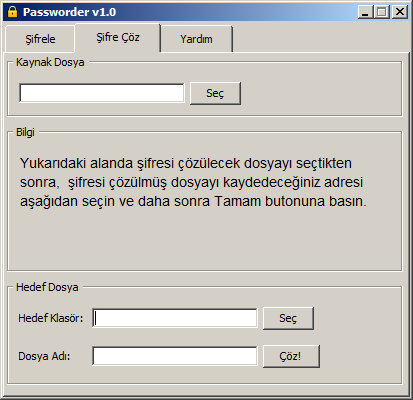 Passworder v1.0
Şifrele Şifre Çöz Yardım
Kaynak Dosya
Seç
Bilgi
Yukarıdaki alanda şifresi çözülecek dosyayı seçtikten
sonra, şifresi çözülmüş dosyayı kaydedeceğiniz adresi
aşağıdan seçin ve daha sonra Tamam butonuna basın.
Hedef Dosya
Hedef Klasör: Seç
Dosya Adı: Çöz!